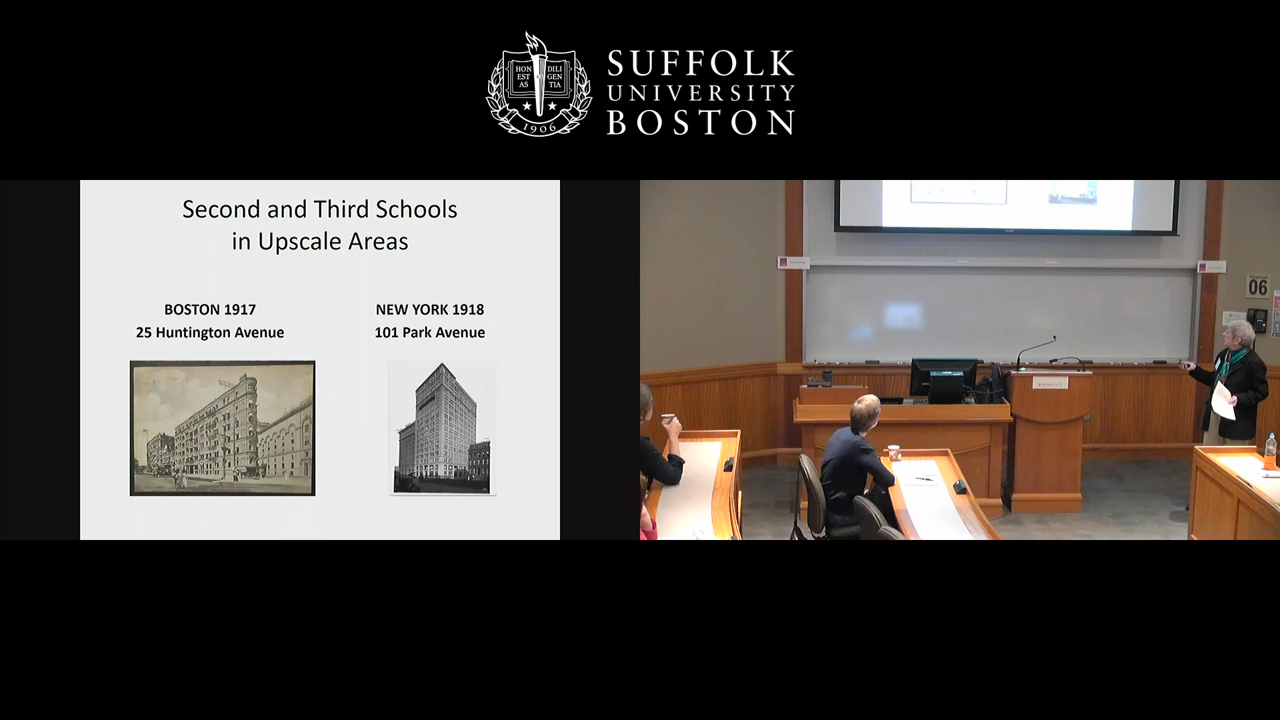 HON
EST
AS
DILI
GEN
TIA
1906
SUFFOLK
UNIVERSITY
BOSTON
Second and Third Schools
in Upscale Areas
BOSTON 1917
25 Huntington Avenue
NEW YORK 1918
101 Park Avenue
06